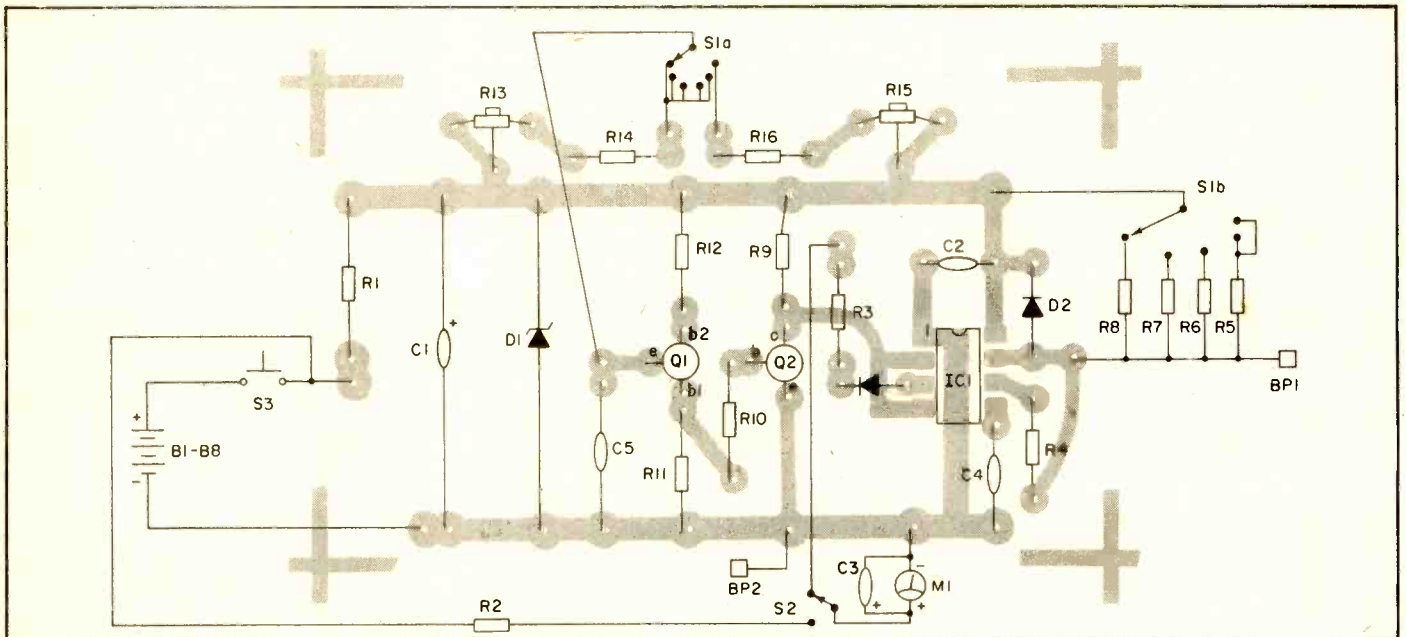 S1a
R13
R15
R14
R16
S1b
R12
R9
C2
R1
R3
D2
C1
+
D1
b2
c
R8
R7
R6
R5
e
Q1
b
Q2
IC1
b1
e
BP1
S3
+
B1-B8
-
R10
C5
R11
R4
C4
C3
-
M1
+
+
BP2
S2
R2